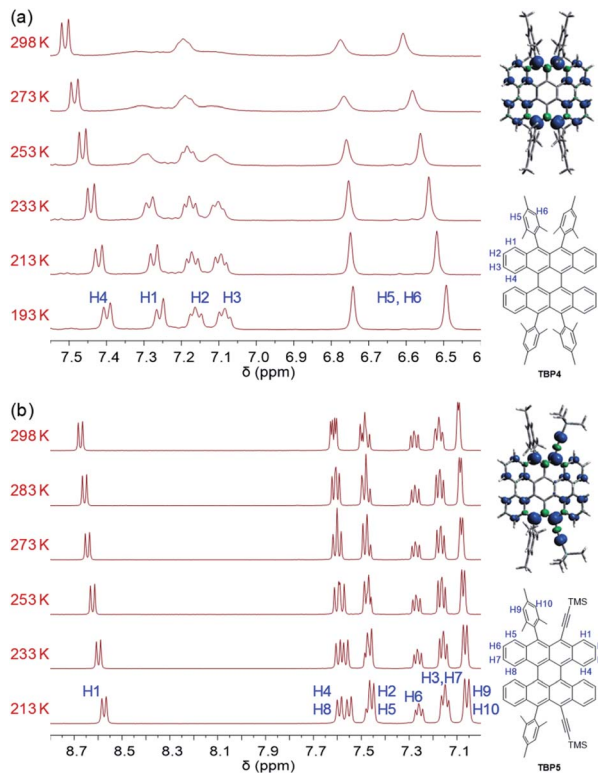 (a)
298 K
273 K
253 K
233 K
213 K
193 K
H4 H1 H2 H3 H5, H6
7.5 7.4 7.3 7.2 7.1 7.0 6.9 6.8 6.7 6.6 6.5 6
δ (ppm)
H5 H6
H1
H2
H3
H4
TBP4
(b)
298 K
283 K
273 K
253 K
233 K
213 K
H1 H4 H2 H3,H7 H9
H8 H5 H6 H10
8.7 8.5 8.3 8.1 7.9 7.7 7.5 7.3 7.1
δ (ppm)
TMS
H9 H10
H5 H1
H6
H7
H8 H4
TMS
TBP5